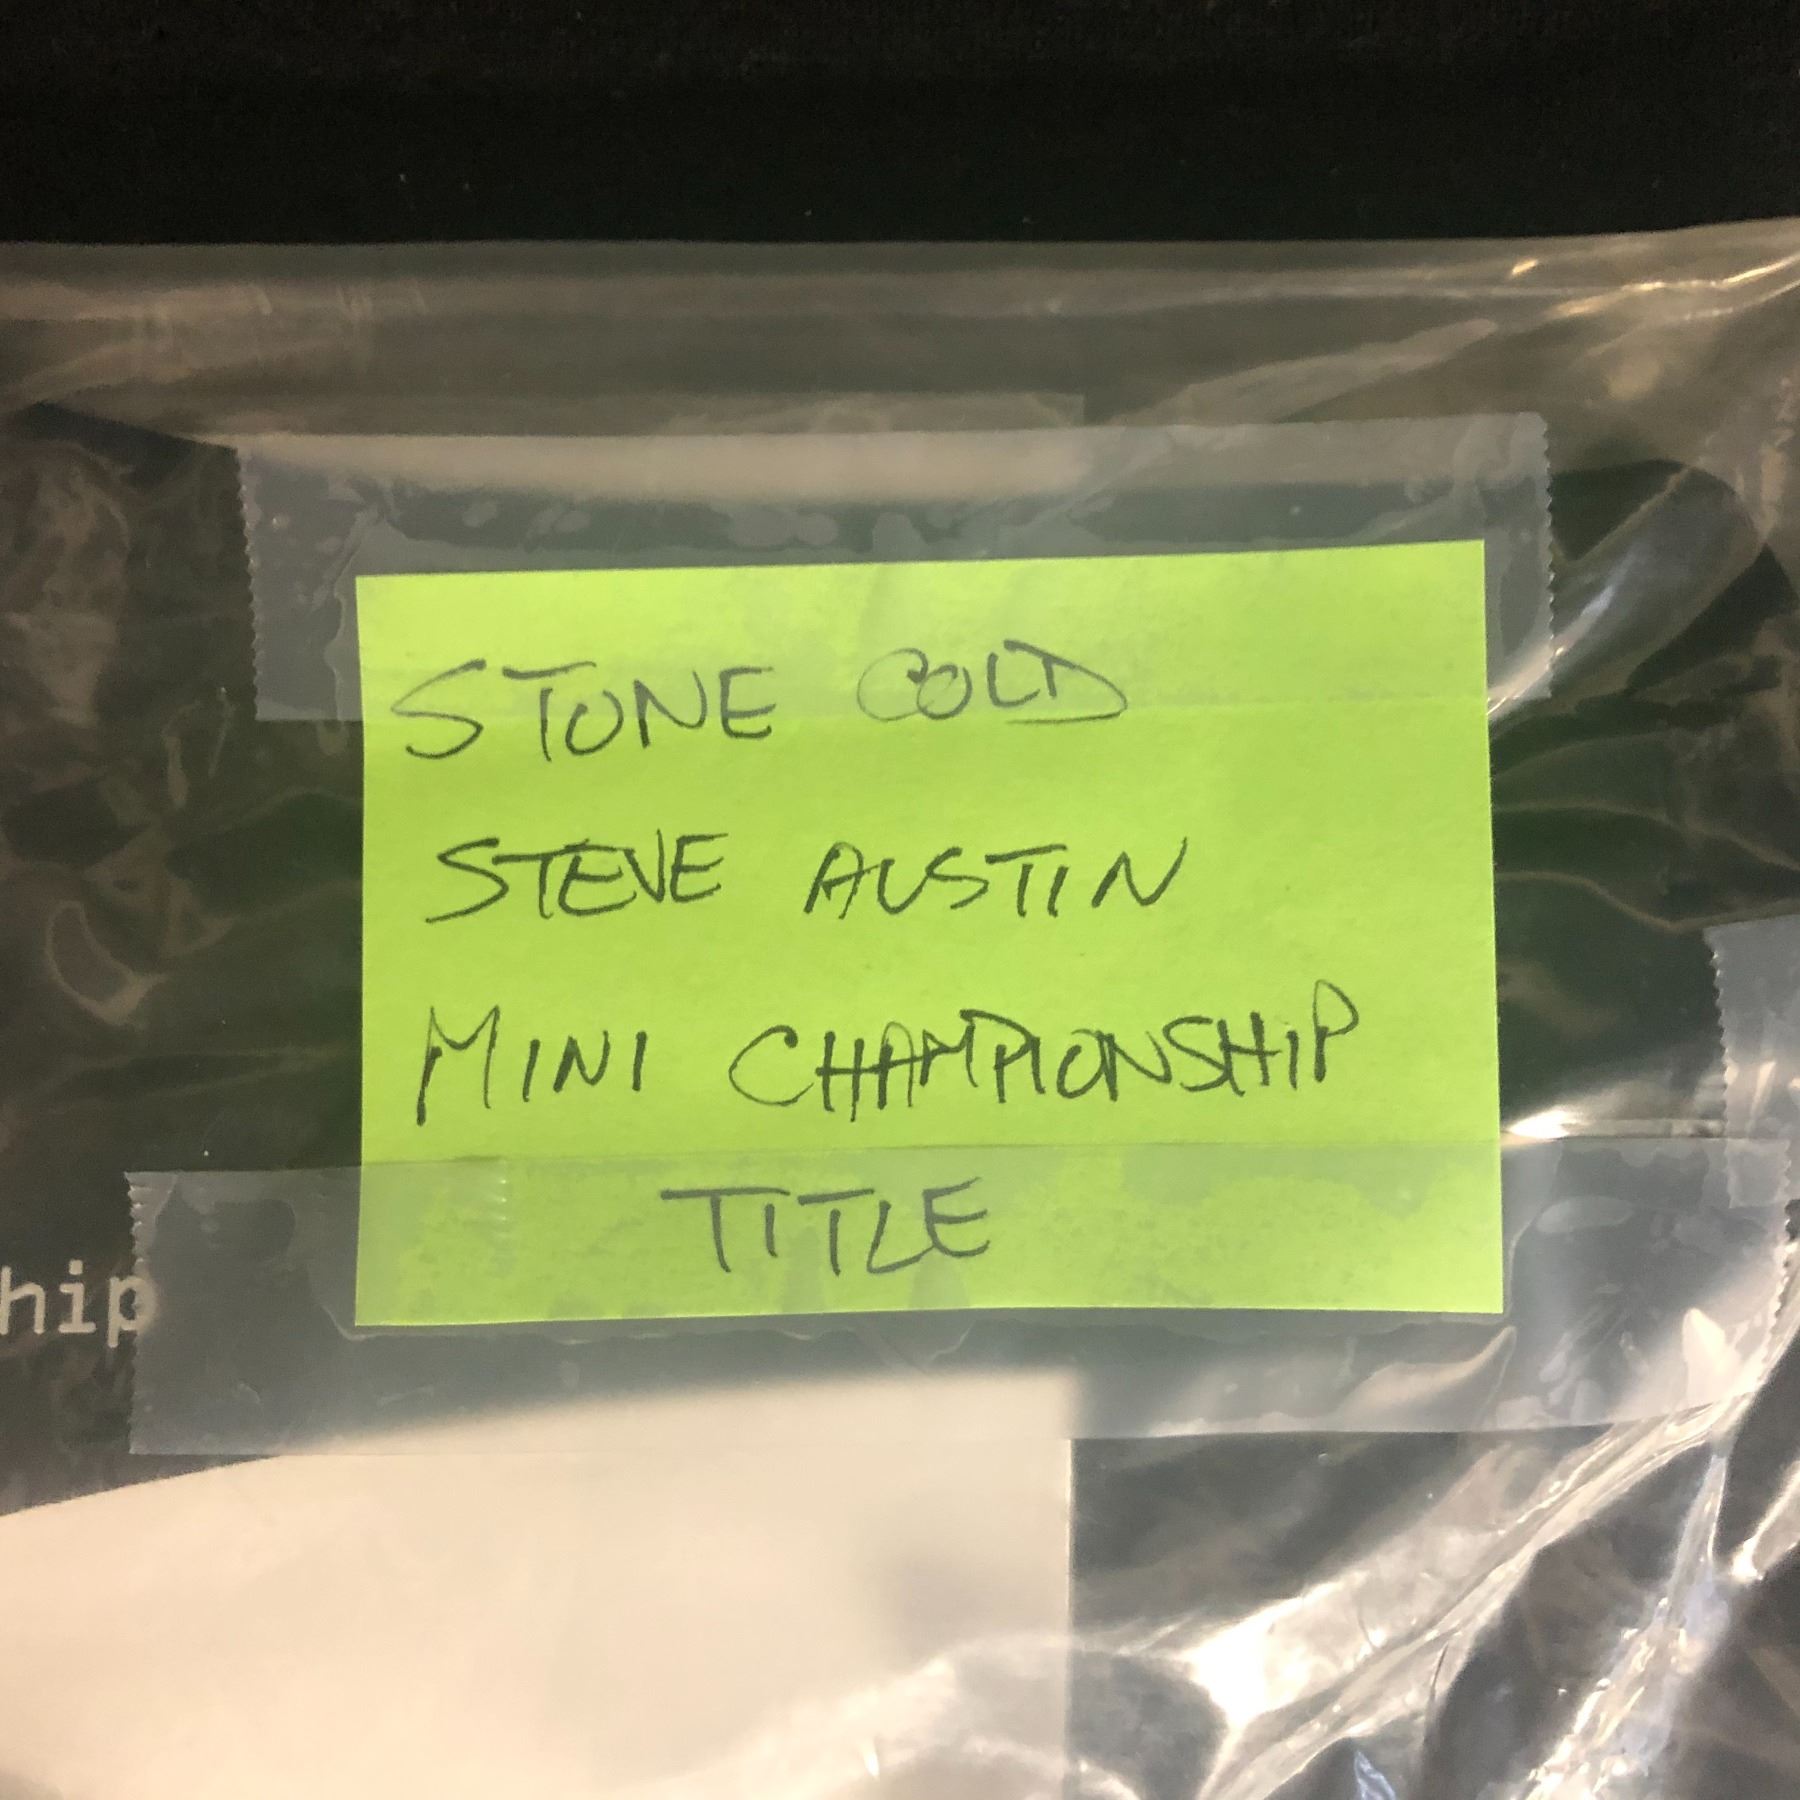 STONE COLD
STEVE AUSTIN
MINI CHAMPIONSHIP
TITLE
hip